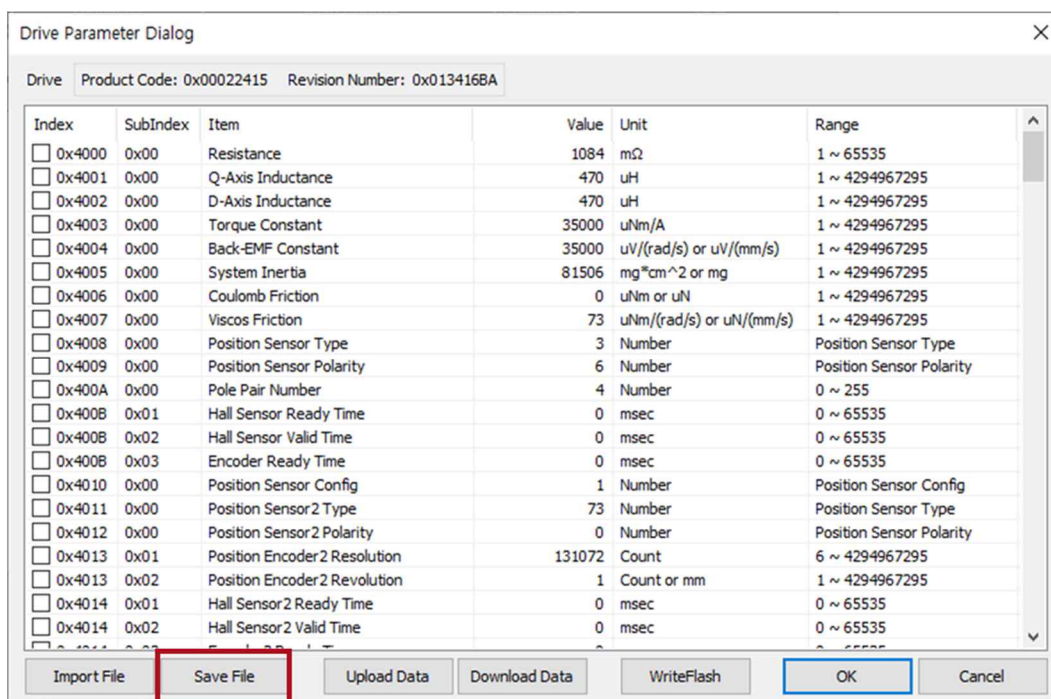 Drive Parameter Dialog
Drive Product Code: 0x00022415 Revision Number: 0x013416BA
Index SubIndex Item Value Unit Range
0x4000 0x00 Resistance 1084 mΩ 1 ~ 65535
0x4001 0x00 Q-Axis Inductance 470 uH 1 ~ 4294967295
0x4002 0x00 D-Axis Inductance 470 uH 1 ~ 4294967295
0x4003 0x00 Torque Constant 35000 uNm/A 1 ~ 4294967295
0x4004 0x00 Back-EMF Constant 35000 uV/(rad/s) or uV/(mm/s) 1 ~ 4294967295
0x4005 0x00 System Inertia 81506 mg*cm^2 or mg 1 ~ 4294967295
0x4006 0x00 Coulomb Friction 0 uNm or uN 1 ~ 4294967295
0x4007 0x00 Viscos Friction 73 uNm/(rad/s) or uN/(mm/s) 1 ~ 4294967295
0x4008 0x00 Position Sensor Type 3 Number Position Sensor Type
0x4009 0x00 Position Sensor Polarity 6 Number Position Sensor Polarity
0x400A 0x00 Pole Pair Number 4 Number 0 ~ 255
0x400B 0x01 Hall Sensor Ready Time 0 msec 0 ~ 65535
0x400B 0x02 Hall Sensor Valid Time 0 msec 0 ~ 65535
0x400B 0x03 Encoder Ready Time 0 msec 0 ~ 65535
0x4010 0x00 Position Sensor Config 1 Number Position Sensor Config
0x4011 0x00 Position Sensor2 Type 73 Number Position Sensor Type
0x4012 0x00 Position Sensor2 Polarity 0 Number Position Sensor Polarity
0x4013 0x01 Position Encoder2 Resolution 131072 Count 6 ~ 4294967295
0x4013 0x02 Position Encoder2 Revolution 1 Count or mm 1 ~ 4294967295
0x4014 0x01 Hall Sensor2 Ready Time 0 msec 0 ~ 65535
0x4014 0x02 Hall Sensor2 Valid Time 0 msec 0 ~ 65535
Import File Save File Upload Data Download Data WriteFlash OK Cancel